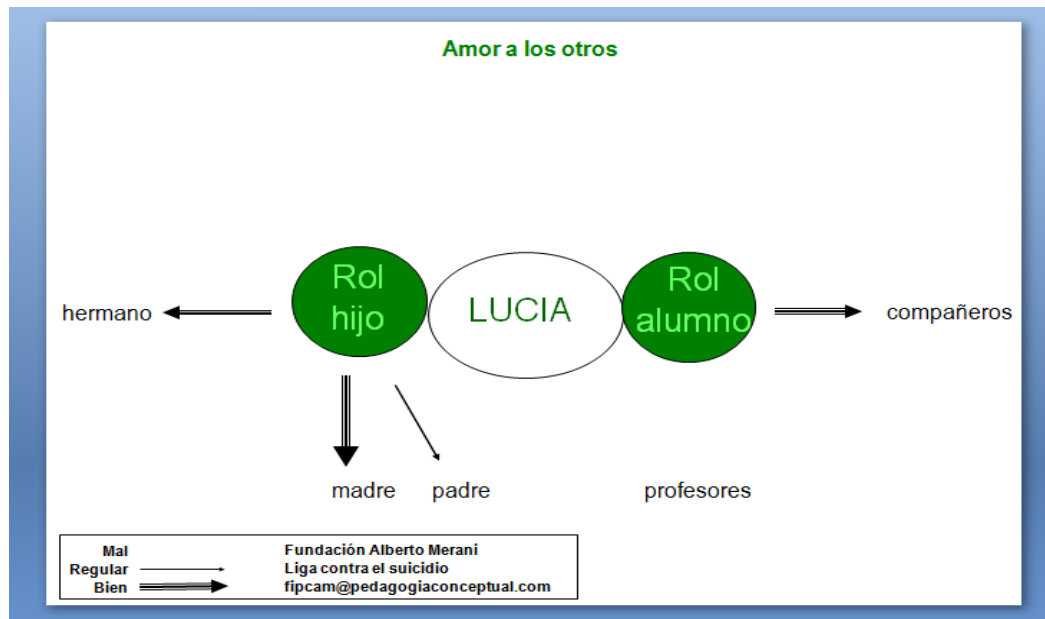 Amor a los otros
Rol
hijo
LUCIA
Rol
alumno
hermano
compañeros
madre
padre
profesores
Mal
Fundación Alberto Merani
Regular
Liga contra el suicidio
Bien
fipcam@pedagogiaconceptual.com